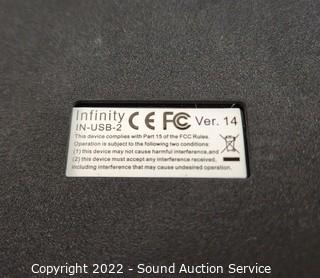 Infinity
IN-USB-2 CE FC Ver. 14
This device complies with Part 15 of the FCC Rules.
Operation is subject to the following two conditions:
(1) this device may not cause harmful interference, and
(2) this device must accept any interference received,
including interference that may cause undesired operation.
Copyright 2022 - Sound Auction Service